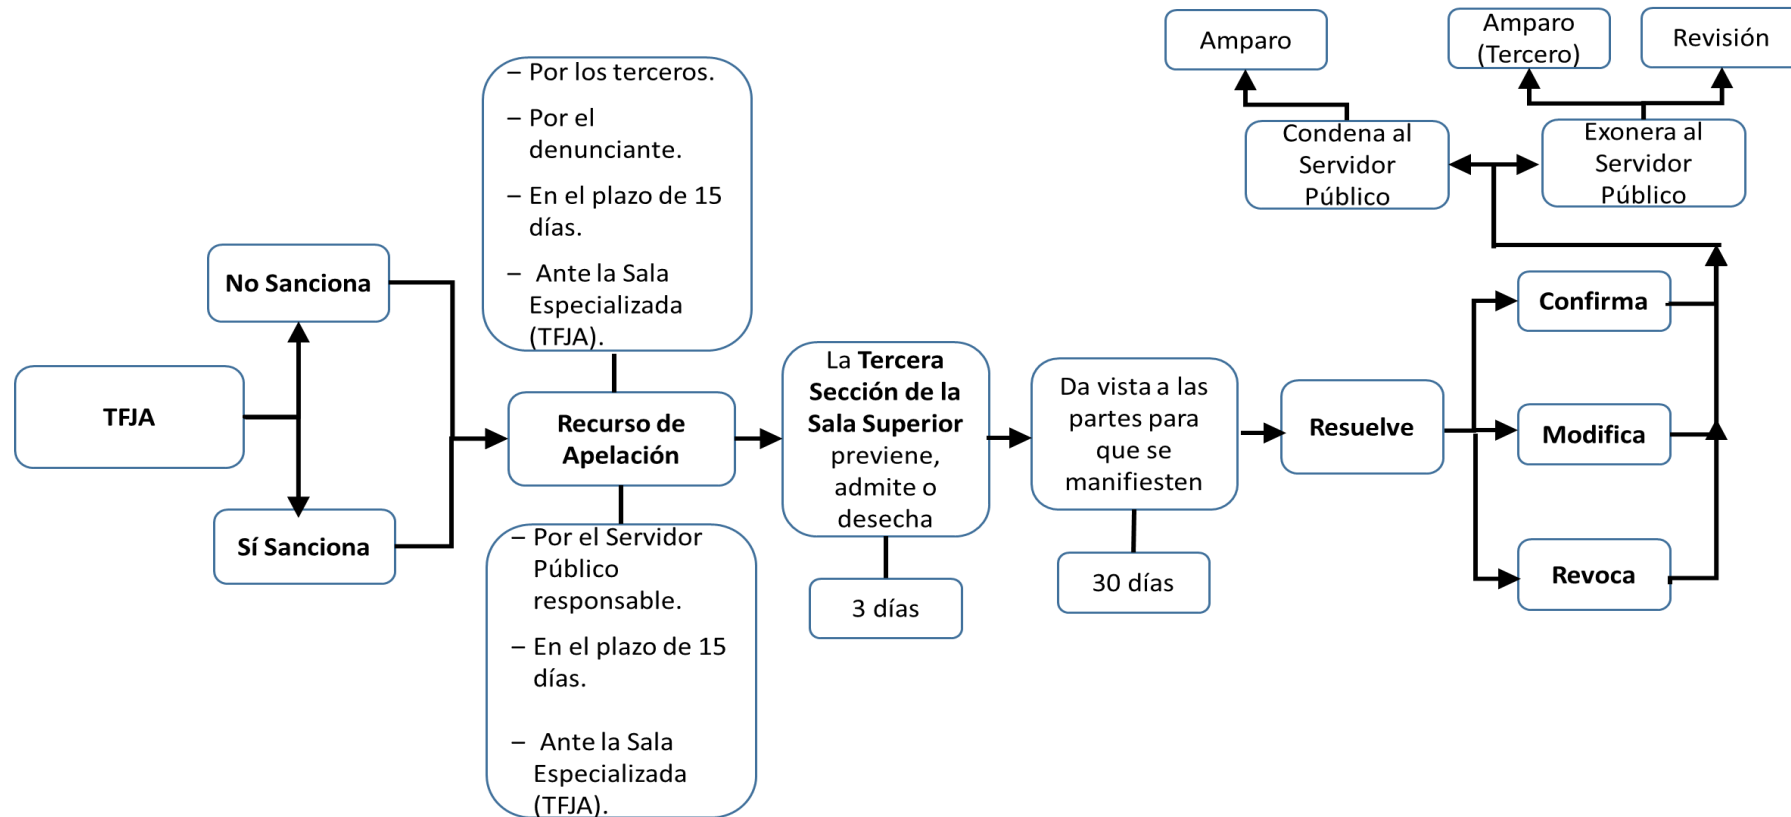 TFJA
No Sanciona
Sí Sanciona
– Por los terceros.
– Por el
denunciante.
– En el plazo de 15
días.
– Ante la Sala
Especializada
(TFJA).
Recurso de
Apelación
– Por el Servidor
Público
responsable.
– En el plazo de 15
días.
– Ante la Sala
Especializada
(TFJA).
La Tercera
Sección de la
Sala Superior
previene,
admite o
desecha
3 días
Da vista a las
partes para
que se
manifiesten
30 días
Resuelve
Confirma
Modifica
Revoca
Condena al
Servidor
Público
Exonera al
Servidor
Público
Amparo
Amparo
(Tercero)
Revisión